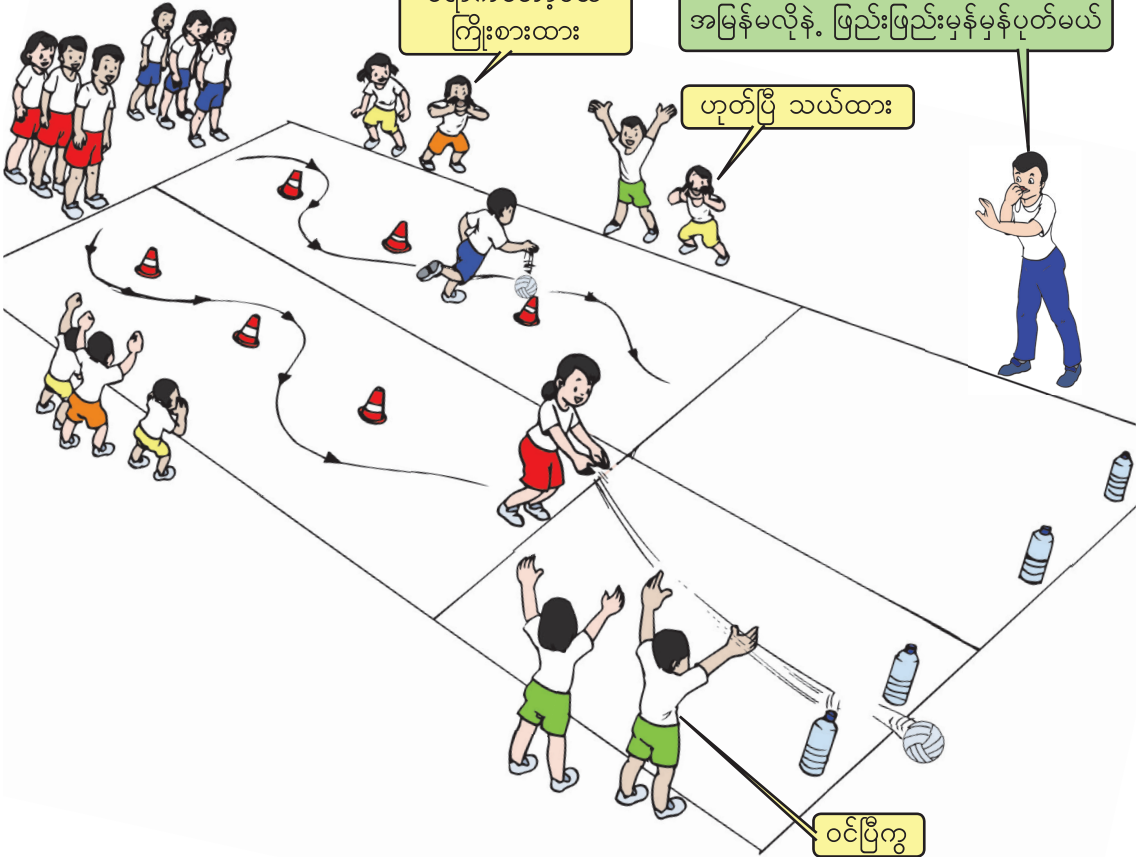 ကြိုးစားထား
အမြန်မလိုနဲ့ ဖြည်းဖြည်းမှန်မှန်ပုတ်မယ်
ဟုတ်ပြီ သယ်ထား
ဝင်ပြီကွ